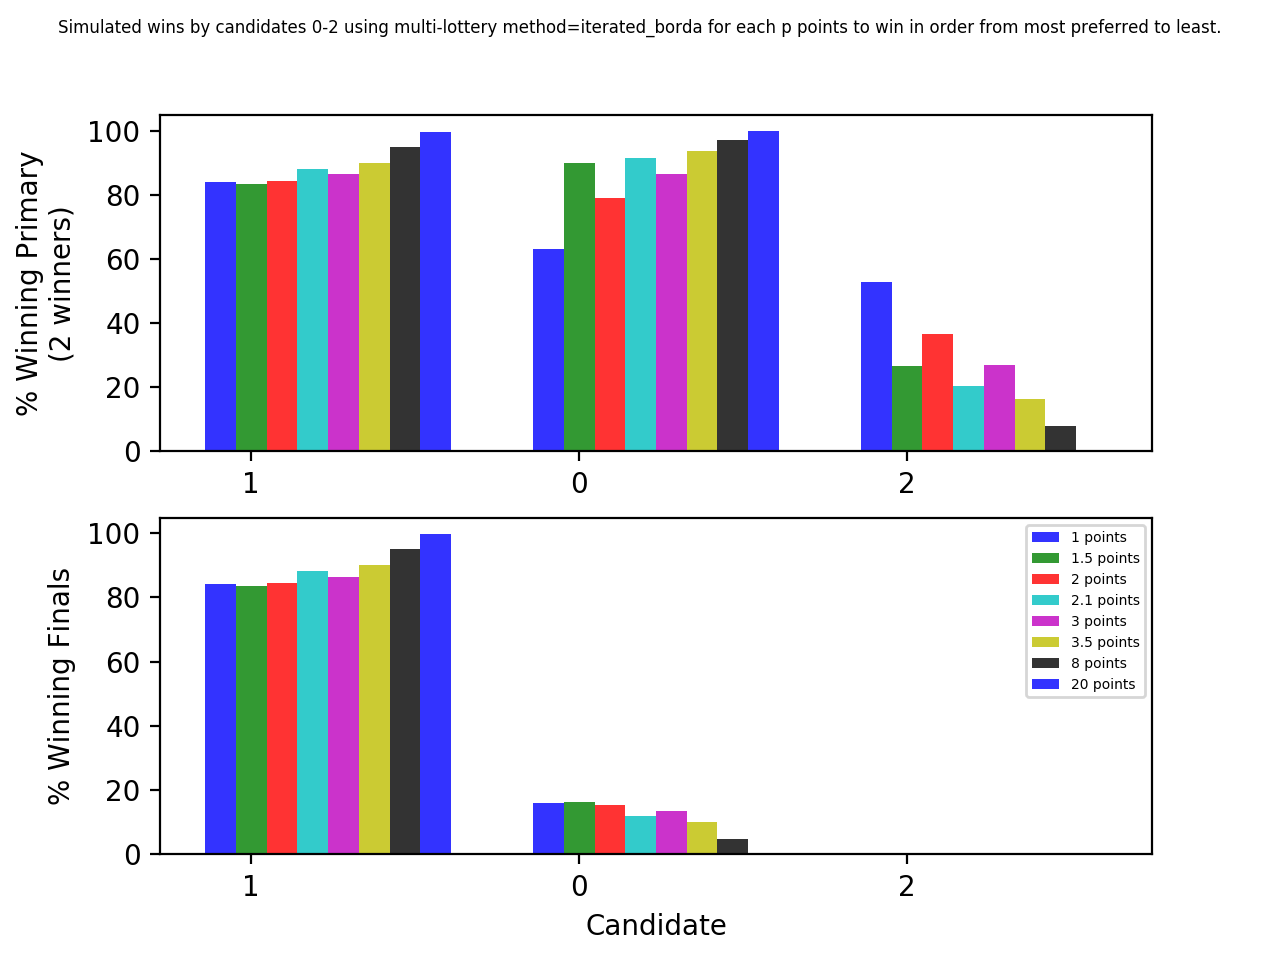 Simulated wins by candidates 0-2 using multi-lottery method=iterated_borda for each p points to win in order from most preferred to least.
% Winning Primary
(2 winners)
100
80
60
40
20
0
1
0
2
% Winning Finals
100
80
60
40
20
0
1 points
1.5 points
2 points
2.1 points
3 points
3.5 points
8 points
20 points
1
0
2
Candidate